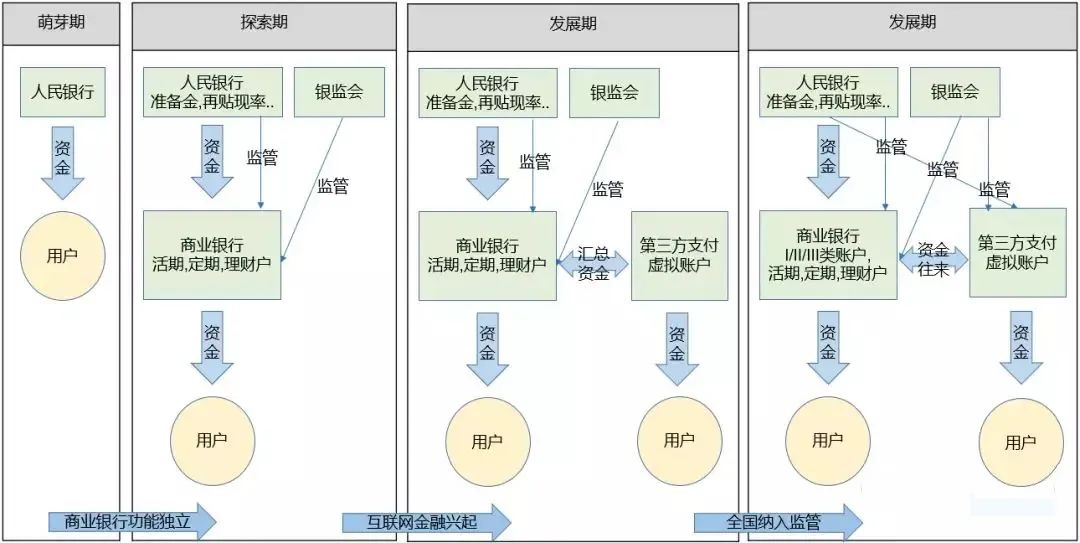 萌芽期
人民银行
资
金
用户
探索期
人民银行
准备金,再贴现率..
银监会
资
金
监管
监管
商业银行
活期,定期,理财户
资
金
用户
发展期
人民银行
准备金,再贴现率..
银监会
资
金
监管
监管
商业银行
活期,定期,理财户
汇总
资金
第三方支付
虚拟账户
资
金
资
金
用户
用户
发展期
人民银行
准备金,再贴现率..
银监会
资
金
监管
监管
监管
商业银行
I/II/III类账户,
活期,定期,理财户
资金
往来
第三方支付
虚拟账户
资
金
资
金
用户
用户
商业银行功能独立
互联网金融兴起
全国纳入监管